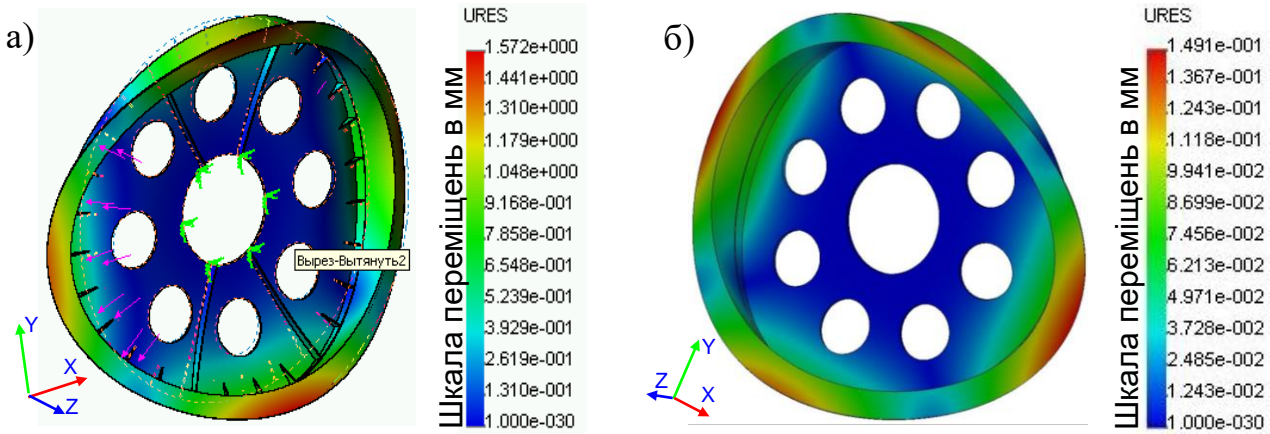 а)
URES
1.572e+000
1.441e+000
1.310e+000
1.179e+000
1.048e+000
9.168e-001
7.858e-001
6.548e-001
5.239e-001
3.929e-001
2.619e-001
1.310e-001
1.000e-030
Шкала переміщень в мм
Вырез-Вытянуть2
Y
X
Z
б)
URES
1.491e-001
1.367e-001
1.243e-001
1.119e-001
9.941e-002
8.699e-002
7.456e-002
6.213e-002
4.971e-002
3.728e-002
2.485e-002
1.243e-002
1.000e-030
Шкала переміщень в мм
Y
Z
X